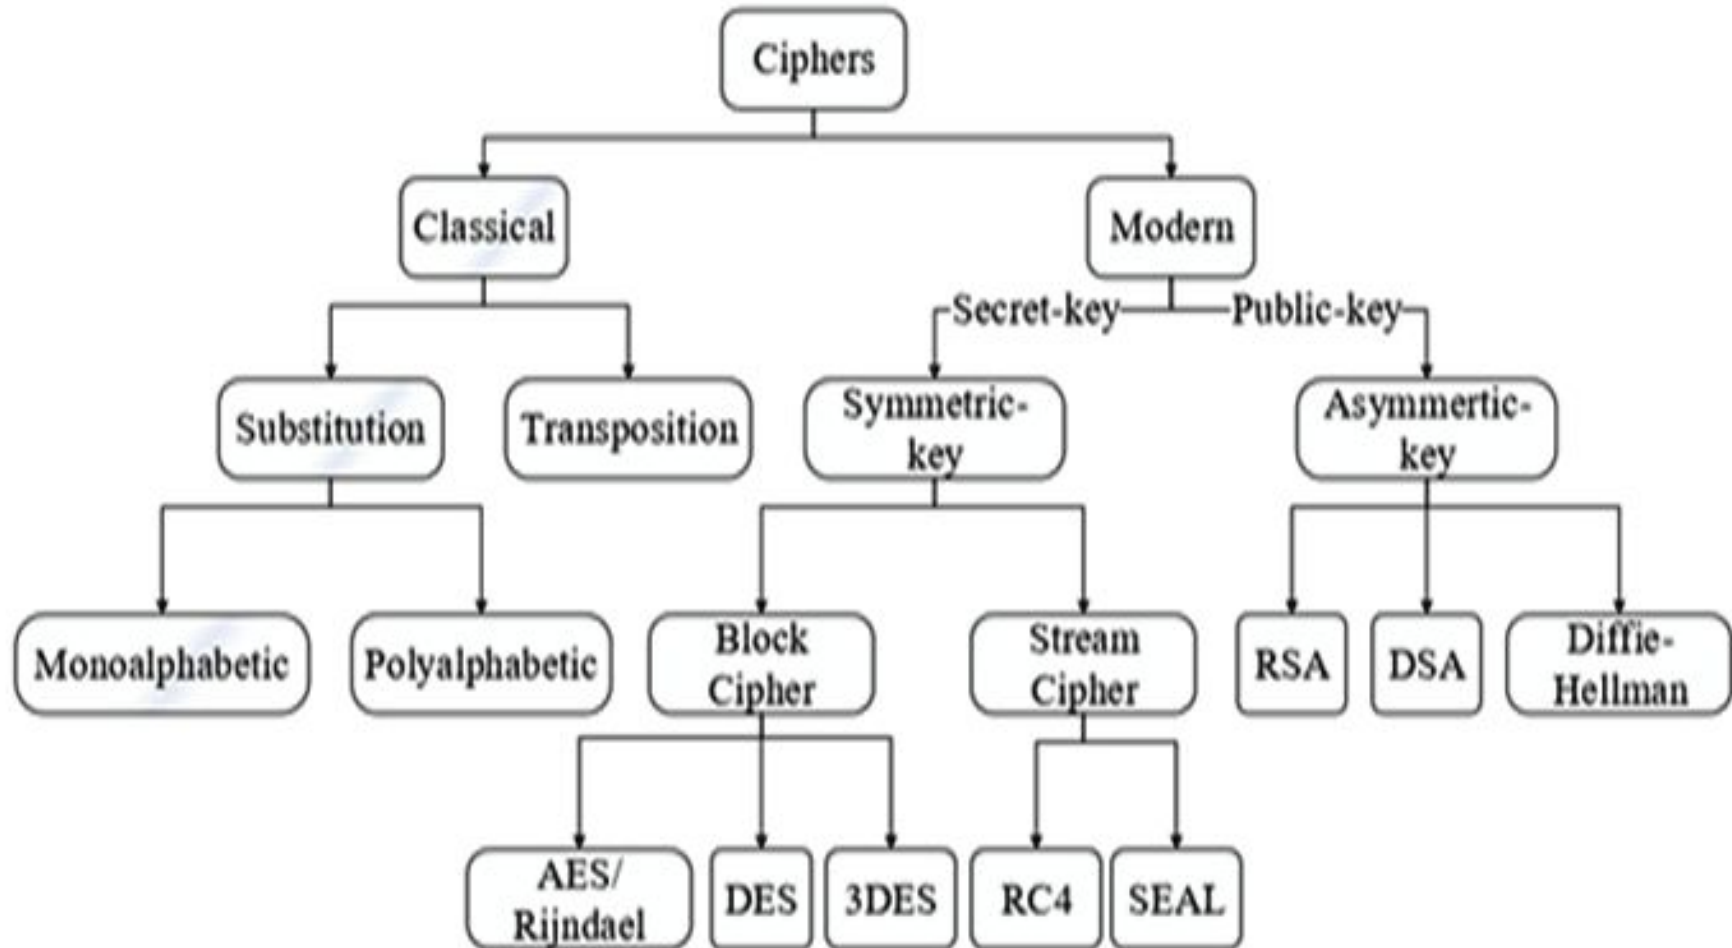 Ciphers
Classical
Modern
Secret-key
Public-key
Substitution
Transposition
Symmetric-
key
Asymmertic-
key
Monoalphabetic
Polyalphabetic
Block
Cipher
Stream
Cipher
RSA
DSA
Diffie-
Hellman
AES/
Rijndael
DES
3DES
RC4
SEAL